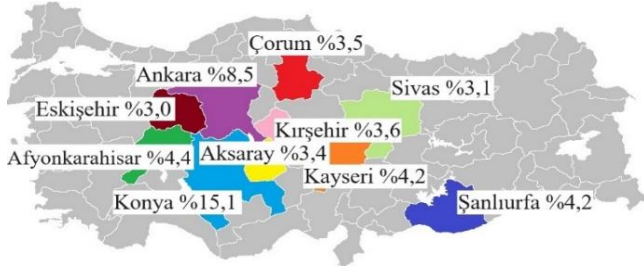 Çorum %3,5
Ankara %8,5
Sivas %3,1
Eskişehir %3,0
Kırşehir %3,6
Afyonkarahisar %4,4
Aksaray %3,4
Kayseri %4,2
Konya %15,1
Şanlıurfa %4,2